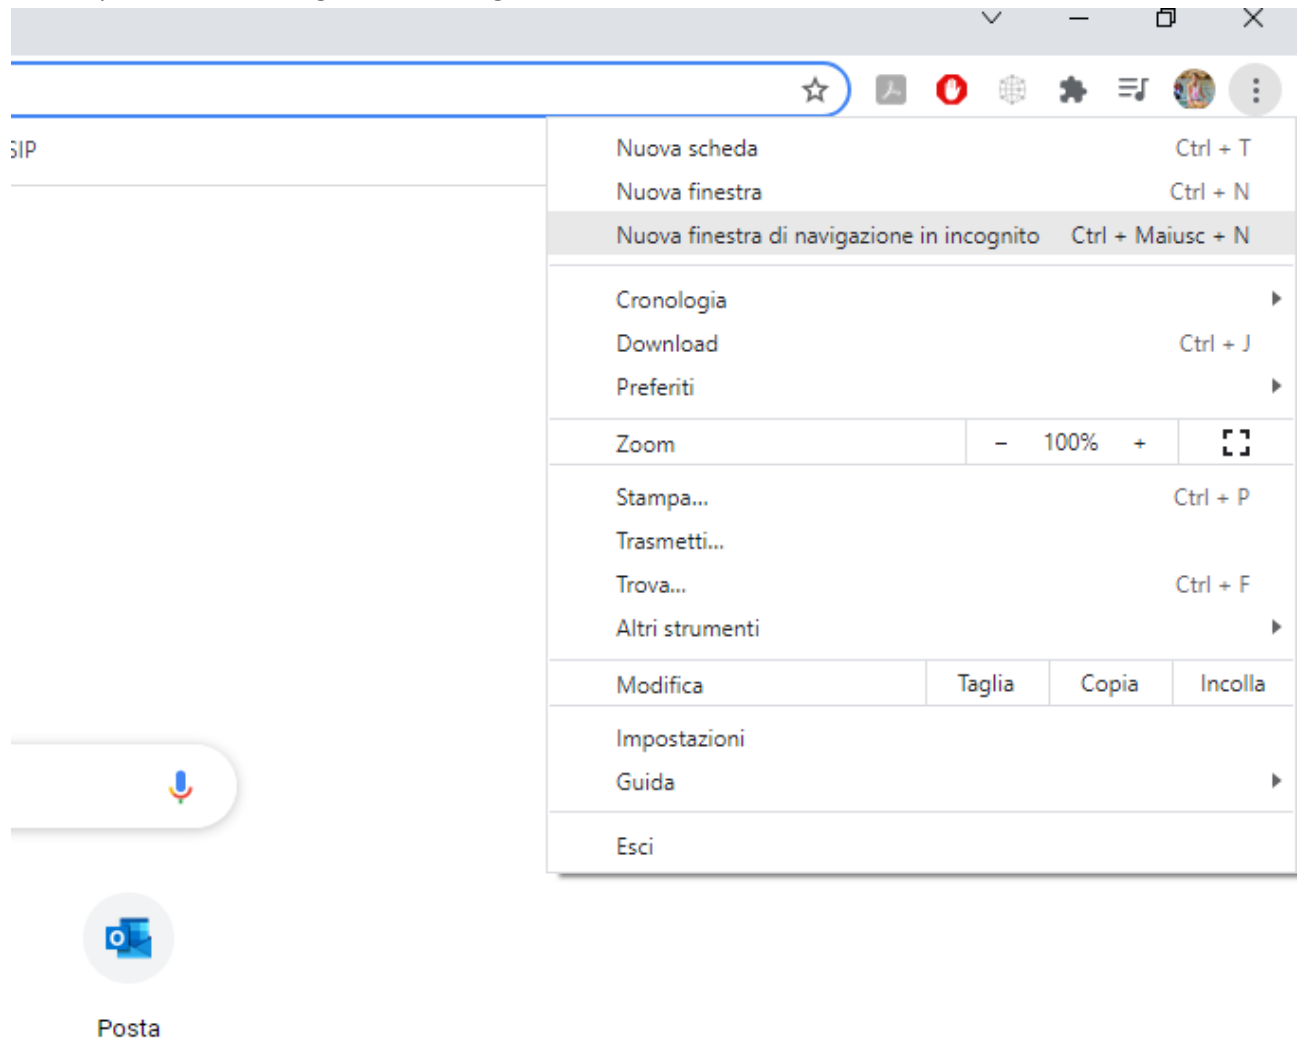 SIP
Nuova scheda Ctrl + T
Nuova finestra Ctrl + N
Nuova finestra di navigazione in incognito Ctrl + Maiusc + N
Cronologia
Download Ctrl + J
Preferiti
Zoom - 100% +
Stampa... Ctrl + P
Trasmetti...
Trova... Ctrl + F
Altri strumenti
Modifica Taglia Copia Incolla
Impostazioni
Guida
Esci
Posta